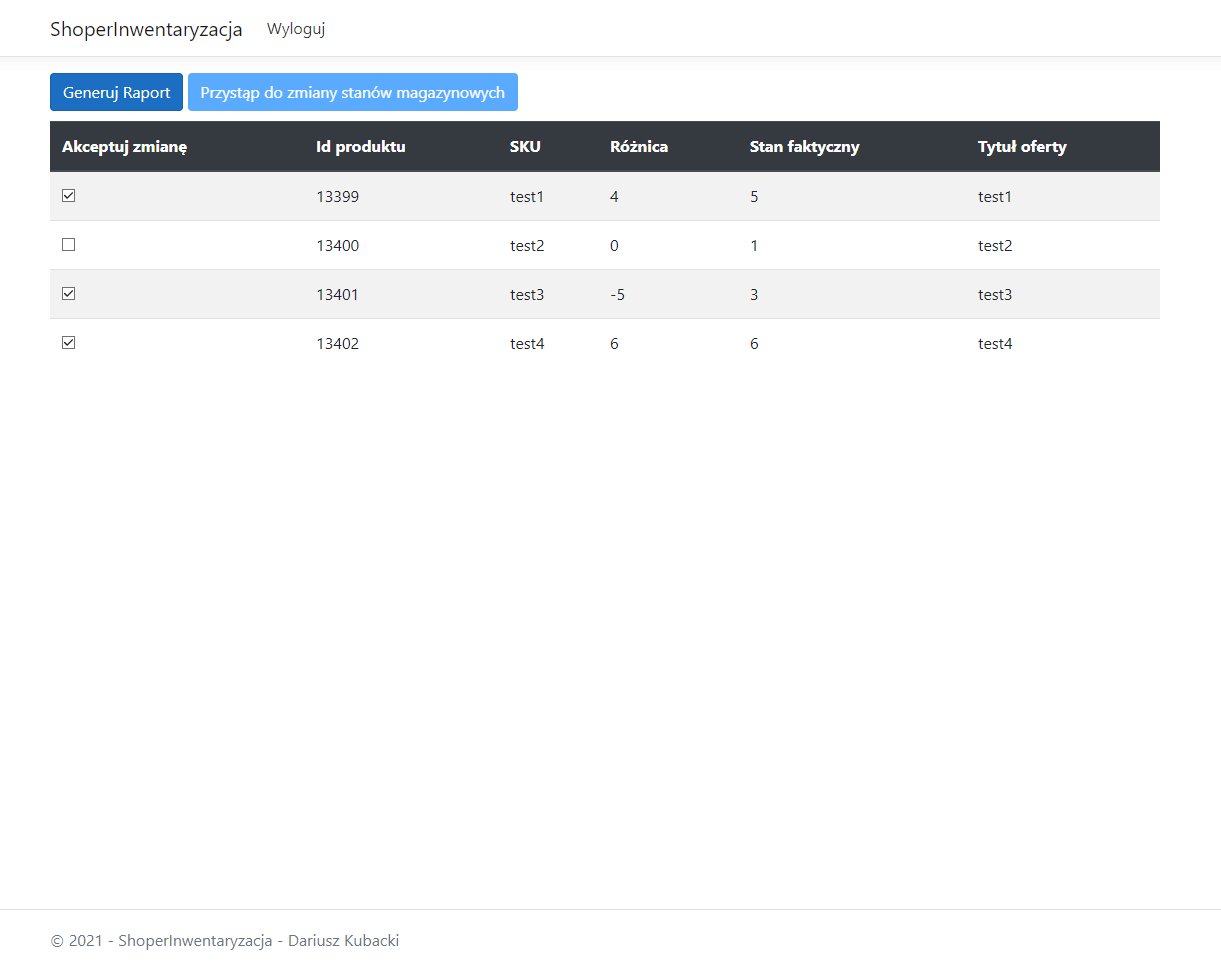 ShoperInwentaryzacja Wyloguj
Generuj Raport Przystąp do zmiany stanów magazynowych
Akceptuj zmianę Id produktu SKU Różnica Stan faktyczny Tytuł oferty
13399 test1 4 5 test1
13400 test2 0 1 test2
13401 test3 -5 3 test3
13402 test4 6 6 test4
© 2021 - ShoperInwentaryzacja - Dariusz Kubacki